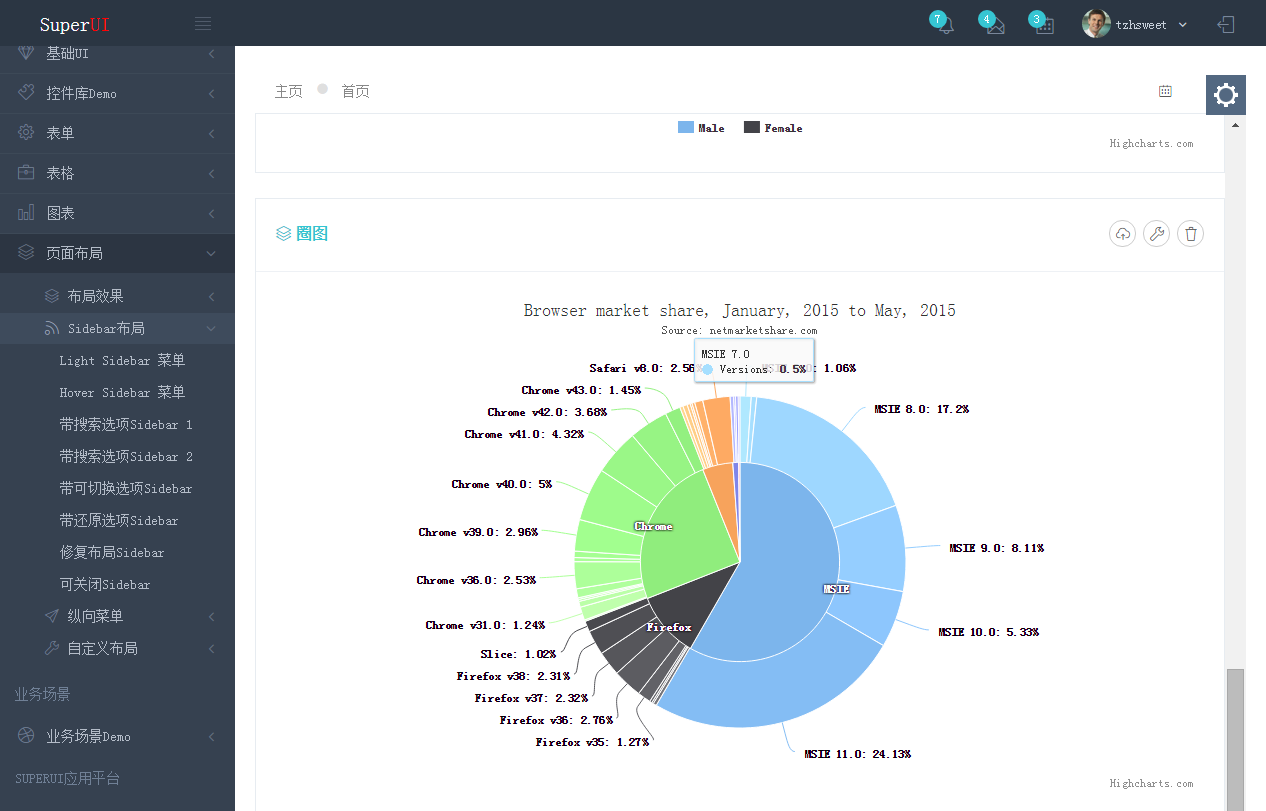 SuperUI
7
4
3
tzhsweet
基础UI
控件库Demo
表单
表格
图表
页面布局
布局效果
Sidebar布局
Light Sidebar 菜单
Hover Sidebar 菜单
带搜索选项Sidebar 1
带搜索选项Sidebar 2
带可切换选项Sidebar
带还原选项Sidebar
修复布局Sidebar
可关闭Sidebar
纵向菜单
自定义布局
业务场景
业务场景Demo
SUPERUI应用平台
主页 首页
Male Female
Highcharts.com
圈图
Browser market share, January, 2015 to May, 2015
Source: netmarketshare.com
MSIE 7.0
Versions: 0.5%
Safari v8.0: 2.56
: 1.06%
Chrome v43.0: 1.45%
Chrome v42.0: 3.68%
MSIE 8.0: 17.2%
Chrome v41.0: 4.32%
Chrome v40.0: 5%
Chrome
Chrome v39.0: 2.96%
MSIE 9.0: 8.11%
Chrome v36.0: 2.53%
MSIE
Chrome v31.0: 1.24%
Firefox
MSIE 10.0: 5.33%
Slice: 1.02%
Firefox v38: 2.31%
Firefox v37: 2.32%
Firefox v36: 2.76%
Firefox v35: 1.27%
MSIE 11.0: 24.13%
Highcharts.com